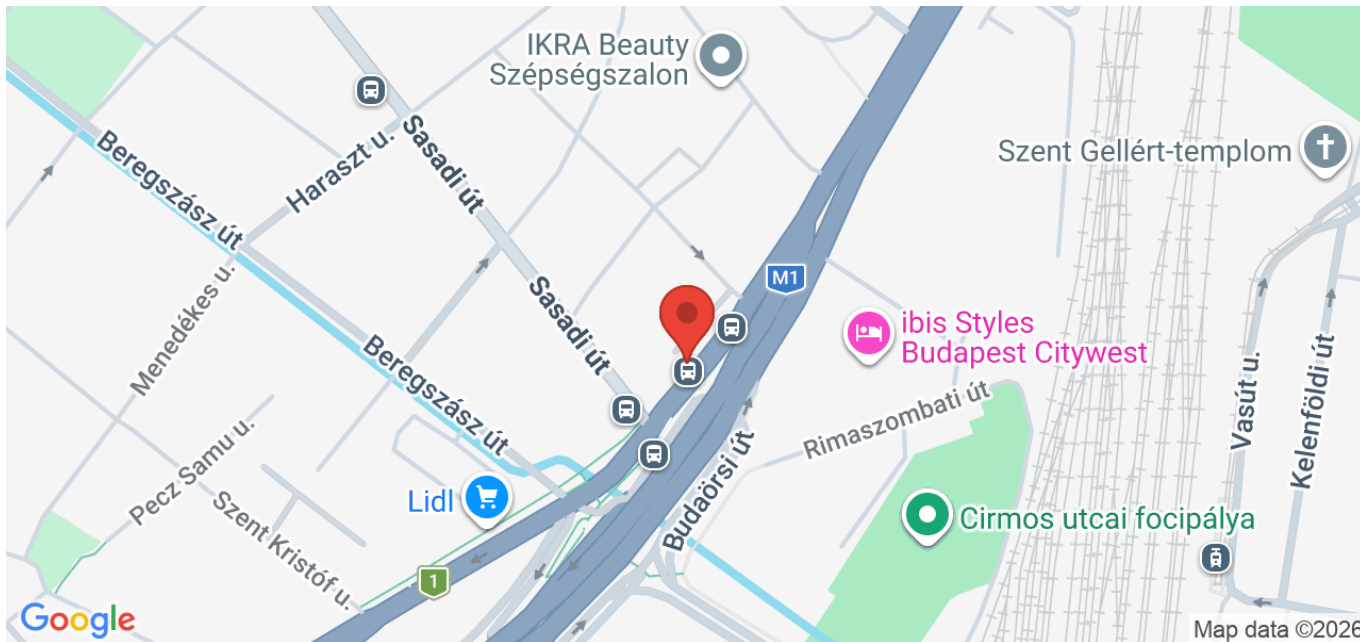 IKRA Beauty
Szépségszalon
Szent Gellért-templom
Sasadi út
Haraszt u.
Beregszász út
M1
Menedékes u.
Sasadi út
ibis Styles
Budapest Citywest
Beregszász út
Vasút u.
Kelenföldi út
Rimaszombati út
Pecz Samu u.
Budaörsi út
Lidl
Cirmos utcai focipálya
Szent Kristóf u.
1
Google
Map data ©2026